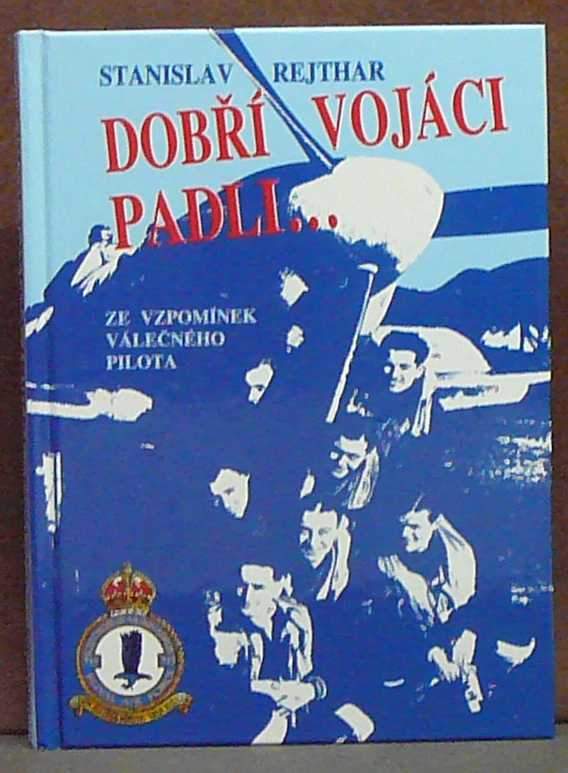 STANISLAV REJTHAR
DOBŘÍ VOJÁCI
PADLI...
ZE VZPOMÍNEK
VÁLEČNÉHO
PILOTA